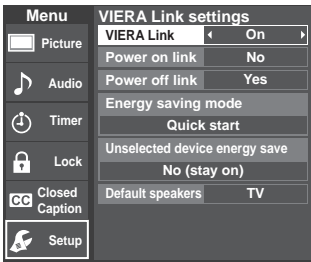 Menu
Picture
Audio
Timer
Lock
CC Closed
Caption
Setup
VIERA Link settings
VIERA Link On
Power on link No
Power off link Yes
Energy saving
mode
Quick start
Unselected device energy save
No (stay on)
Default speakers TV